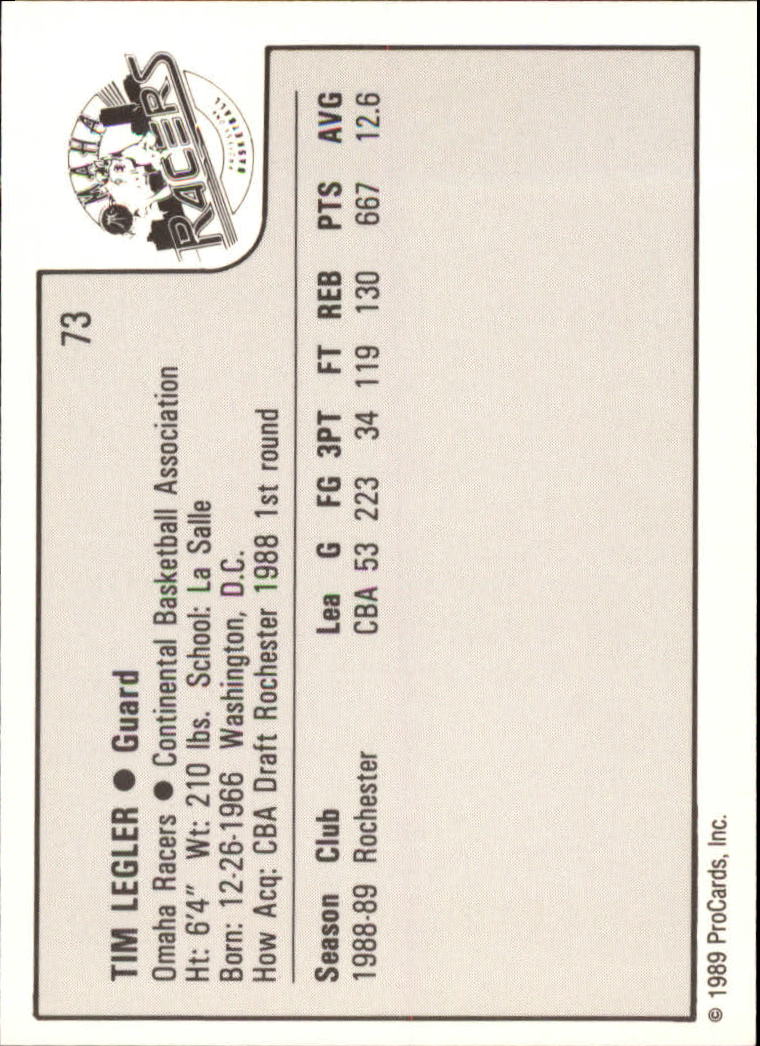 OMAHA
RACERS
BASKETBALL
73
TIM LEGLER ● Guard
Omaha Racers ● Continental Basketball Association
Ht: 6'4" Wt: 210 lbs. School: La Salle
Born: 12-26-1966 Washington, D.C.
How Acq: CBA Draft Rochester 1988 1st round
Season Club Lea G FG 3PT FT REB PTS AVG
1988-89 Rochester CBA 53 223 34 119 130 667 12.6
© 1989 ProCards, Inc.